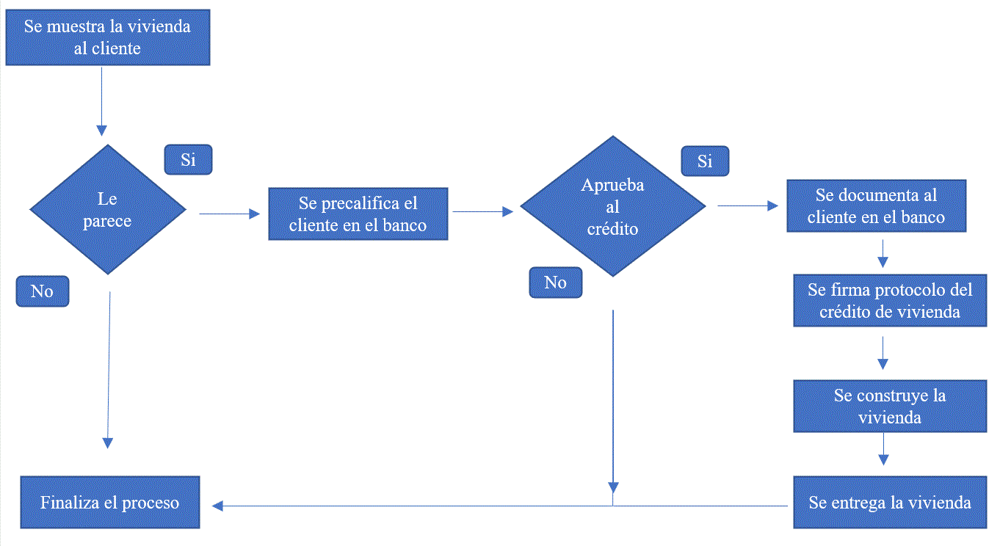 Se muestra la vivienda
al cliente
Le
parece
Si
No
Se precalifica el
cliente en el banco
Aprueba
al
crédito
Si
No
Se documenta al
cliente en el banco
Se firma protocolo del
crédito de vivienda
Se construye la
vivienda
Se entrega la vivienda
Finaliza el proceso